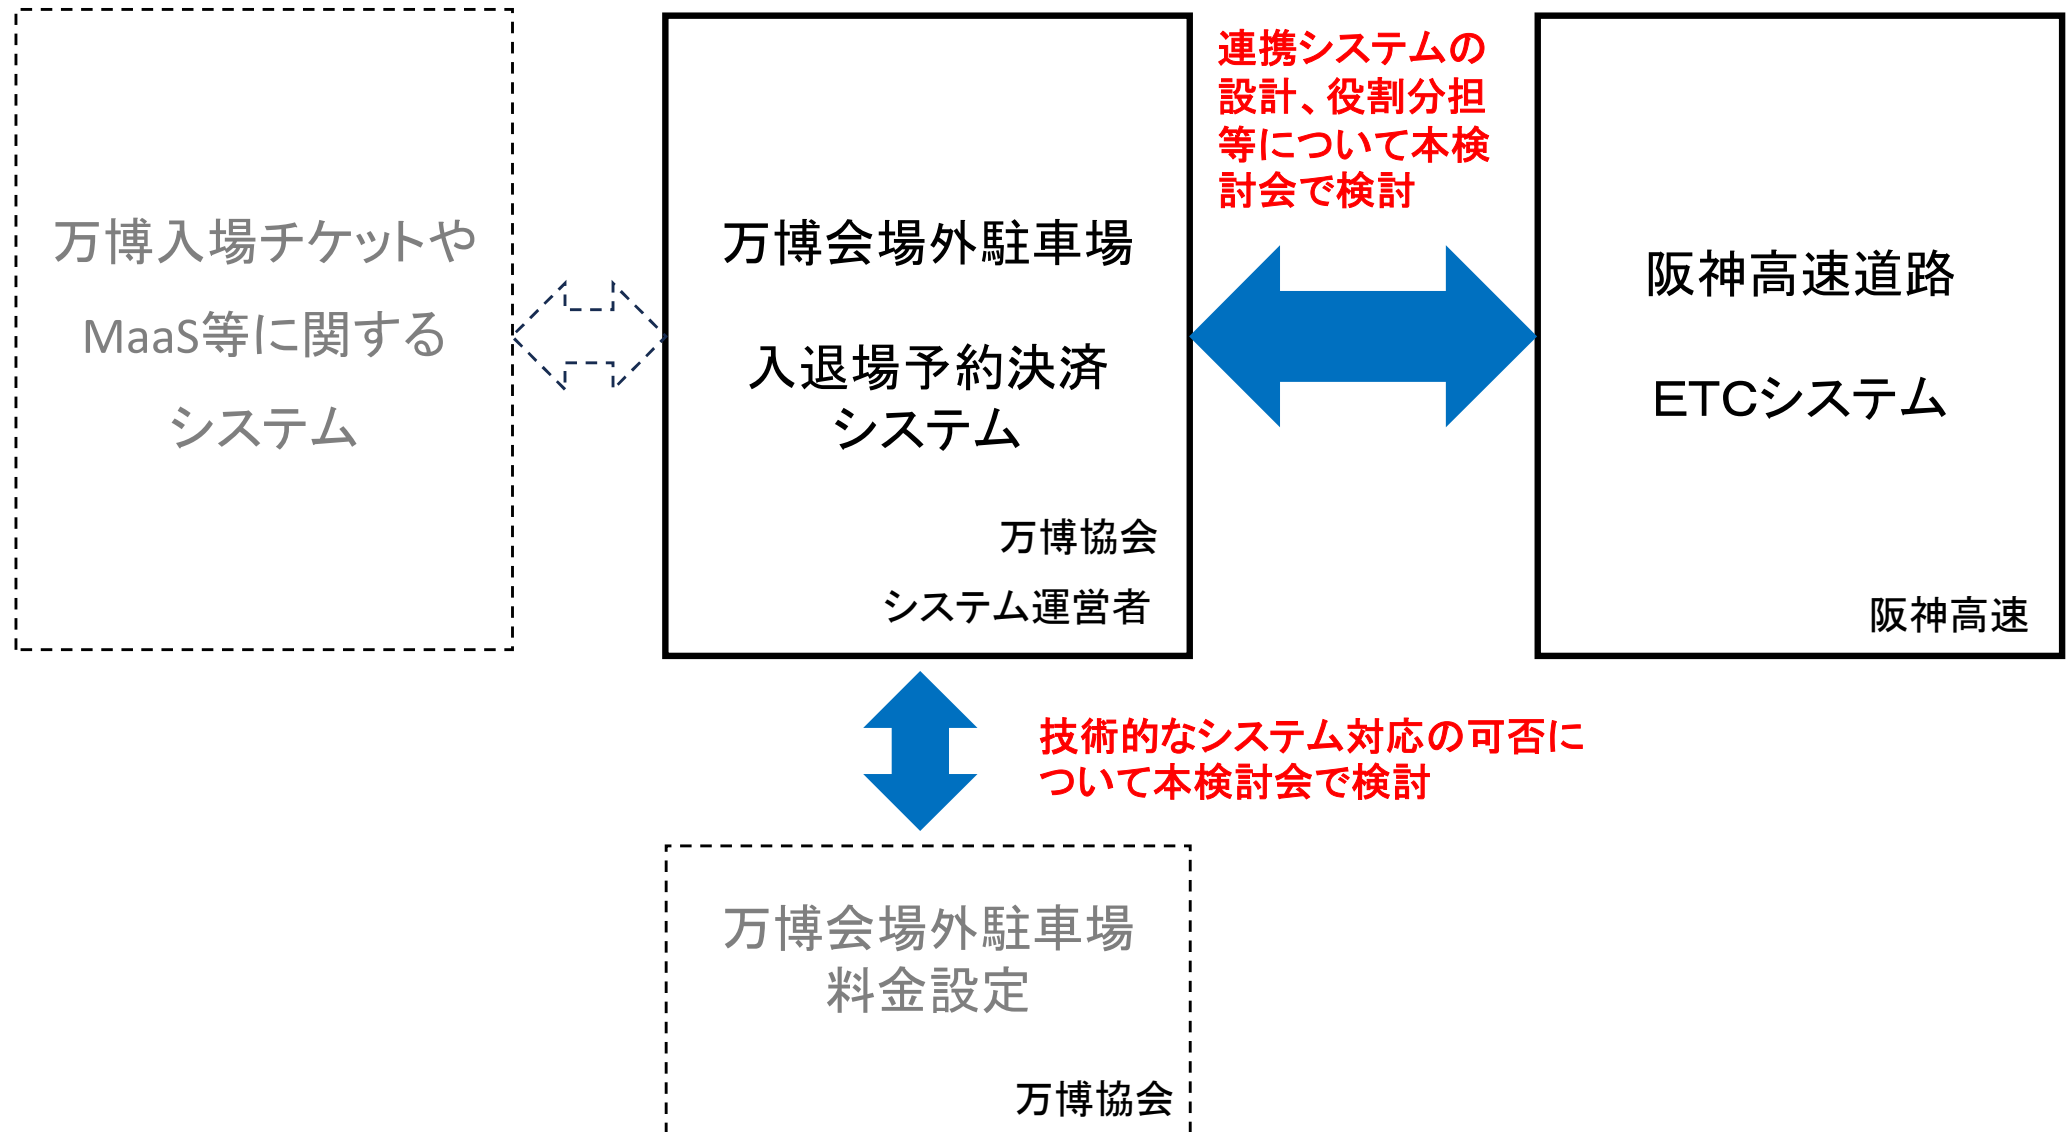 万博入場チケットや
MaaS等に関する
システム
万博会場外駐車場
入退場予約決済
システム
万博協会
システム運営者
連携システムの
設計、役割分担
等について本検
討会で検討
阪神高速道路
ETCシステム
阪神高速
技術的なシステム対応の可否に
ついて本検討会で検討
万博会場外駐車場
料金設定
万博協会